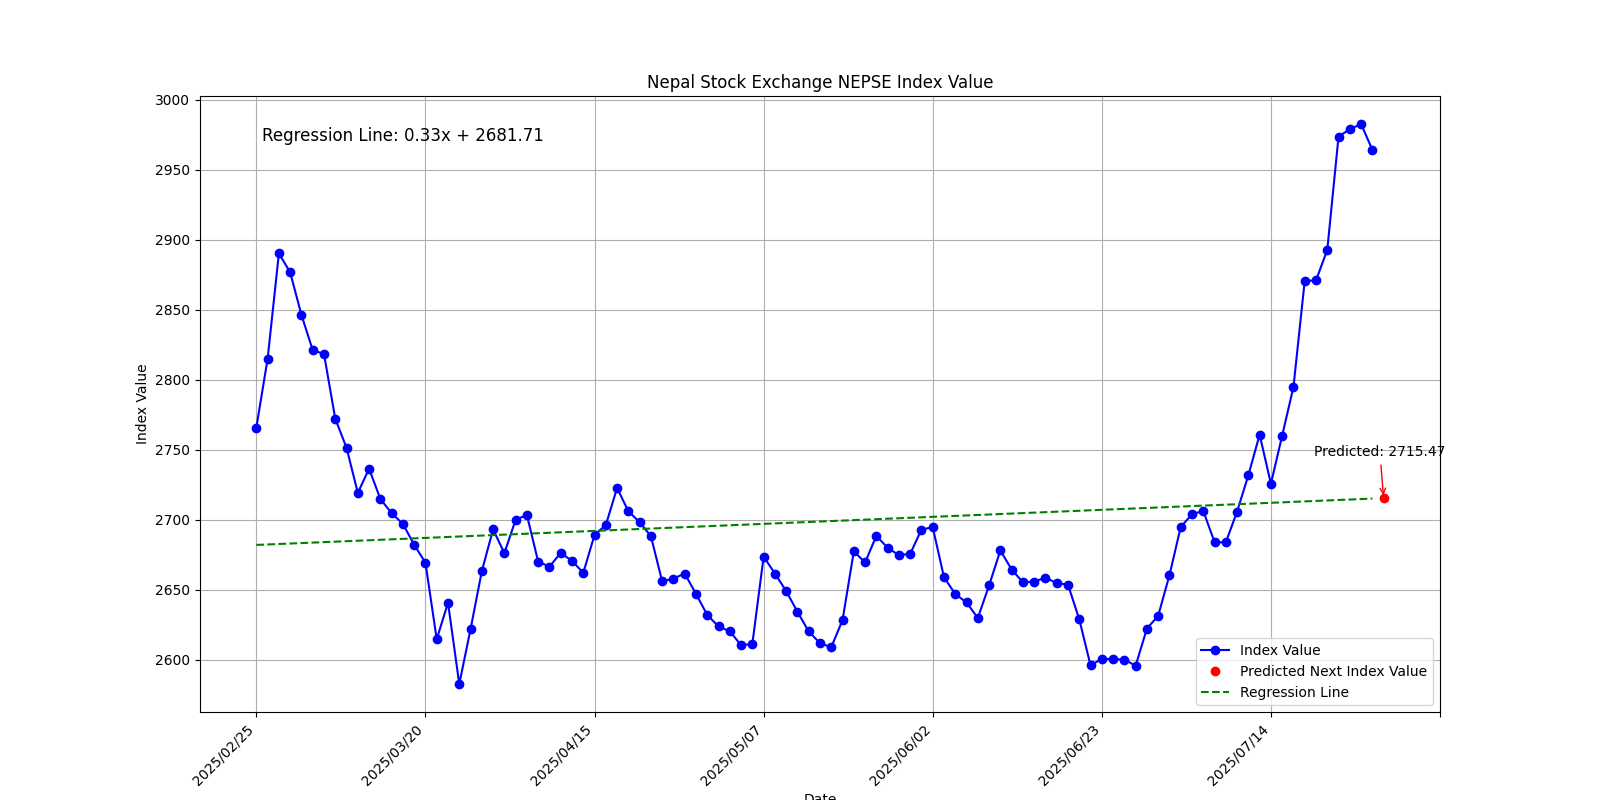 Nepal Stock Exchange NEPSE Index Value
3000
2950
2900
2850
2800
2750
2700
2650
2600
Index Value
Regression Line: 0.33x + 2681.71
Predicted: 2715.47
Index Value
Predicted Next Index Value
Regression Line
2025/02/25
2025/03/20
2025/04/15
2025/05/07
2025/06/02
2025/06/23
2025/07/14
Date